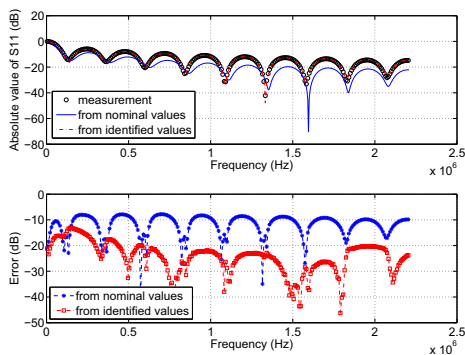 Absolute value of S11 (dB)
20
0
−20
−40
−60
−80
measurement
from nominal values
from identified values
0
0.5
1
1.5
2
2.5
x 10^6
Frequency (Hz)
Error (dB)
0
−10
−20
−30
−40
−50
from nominal values
from identified values
0
0.5
1
1.5
2
2.5
x 10^6
Frequency (Hz)